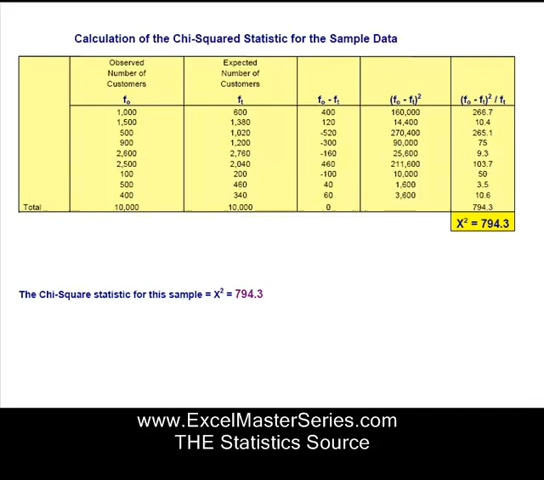 Calculation of the Chi-Squared Statistic for the Sample Data
Observed Expected
Number of Number of
Customers Customers
fₒ fₜ fₒ - fₜ (fₒ - fₜ)² (fₒ - fₜ)² / fₜ
1,000 600 400 160,000 266.7
1,500 1,380 120 14,400 10.4
500 1,020 -520 270,400 265.1
900 1,200 -300 90,000 75
2,600 2,760 -160 25,600 9.3
2,500 2,040 460 211,600 103.7
100 200 -100 10,000 50
500 460 40 1,600 3.5
400 340 60 3,600 10.6
Total 10,000 10,000 0 794.3
X² = 794.3
The Chi-Square statistic for this sample = X² = 794.3
www.ExcelMasterSeries.com
THE Statistics Source